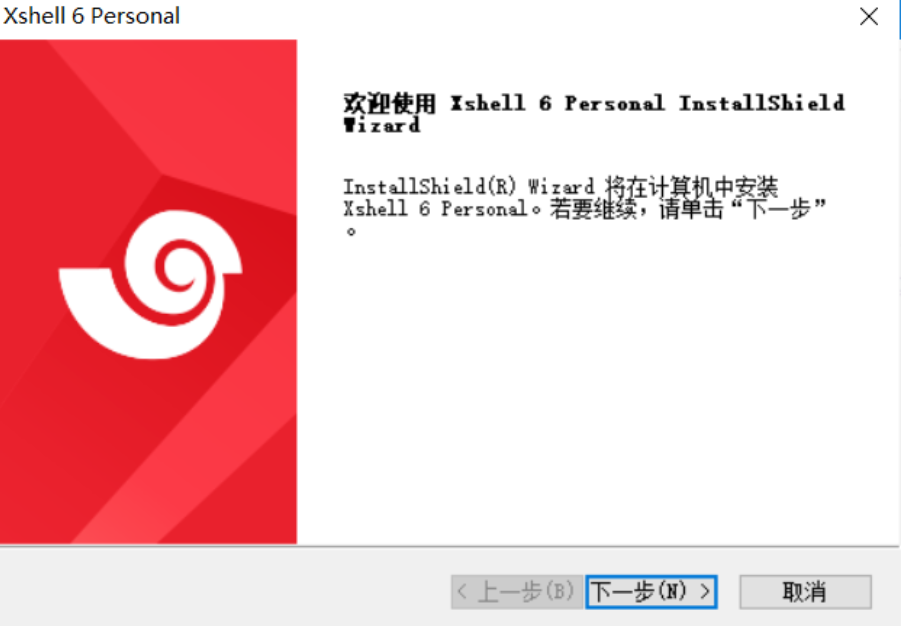 Xshell 6 Personal
欢迎使用 Xshell 6 Personal InstallShield
Wizard
InstallShield(R) Wizard 将在计算机中安装
Xshell 6 Personal。若要继续，请单击“下一步”
。
< 上一步(B)
下一步(N) >
取消